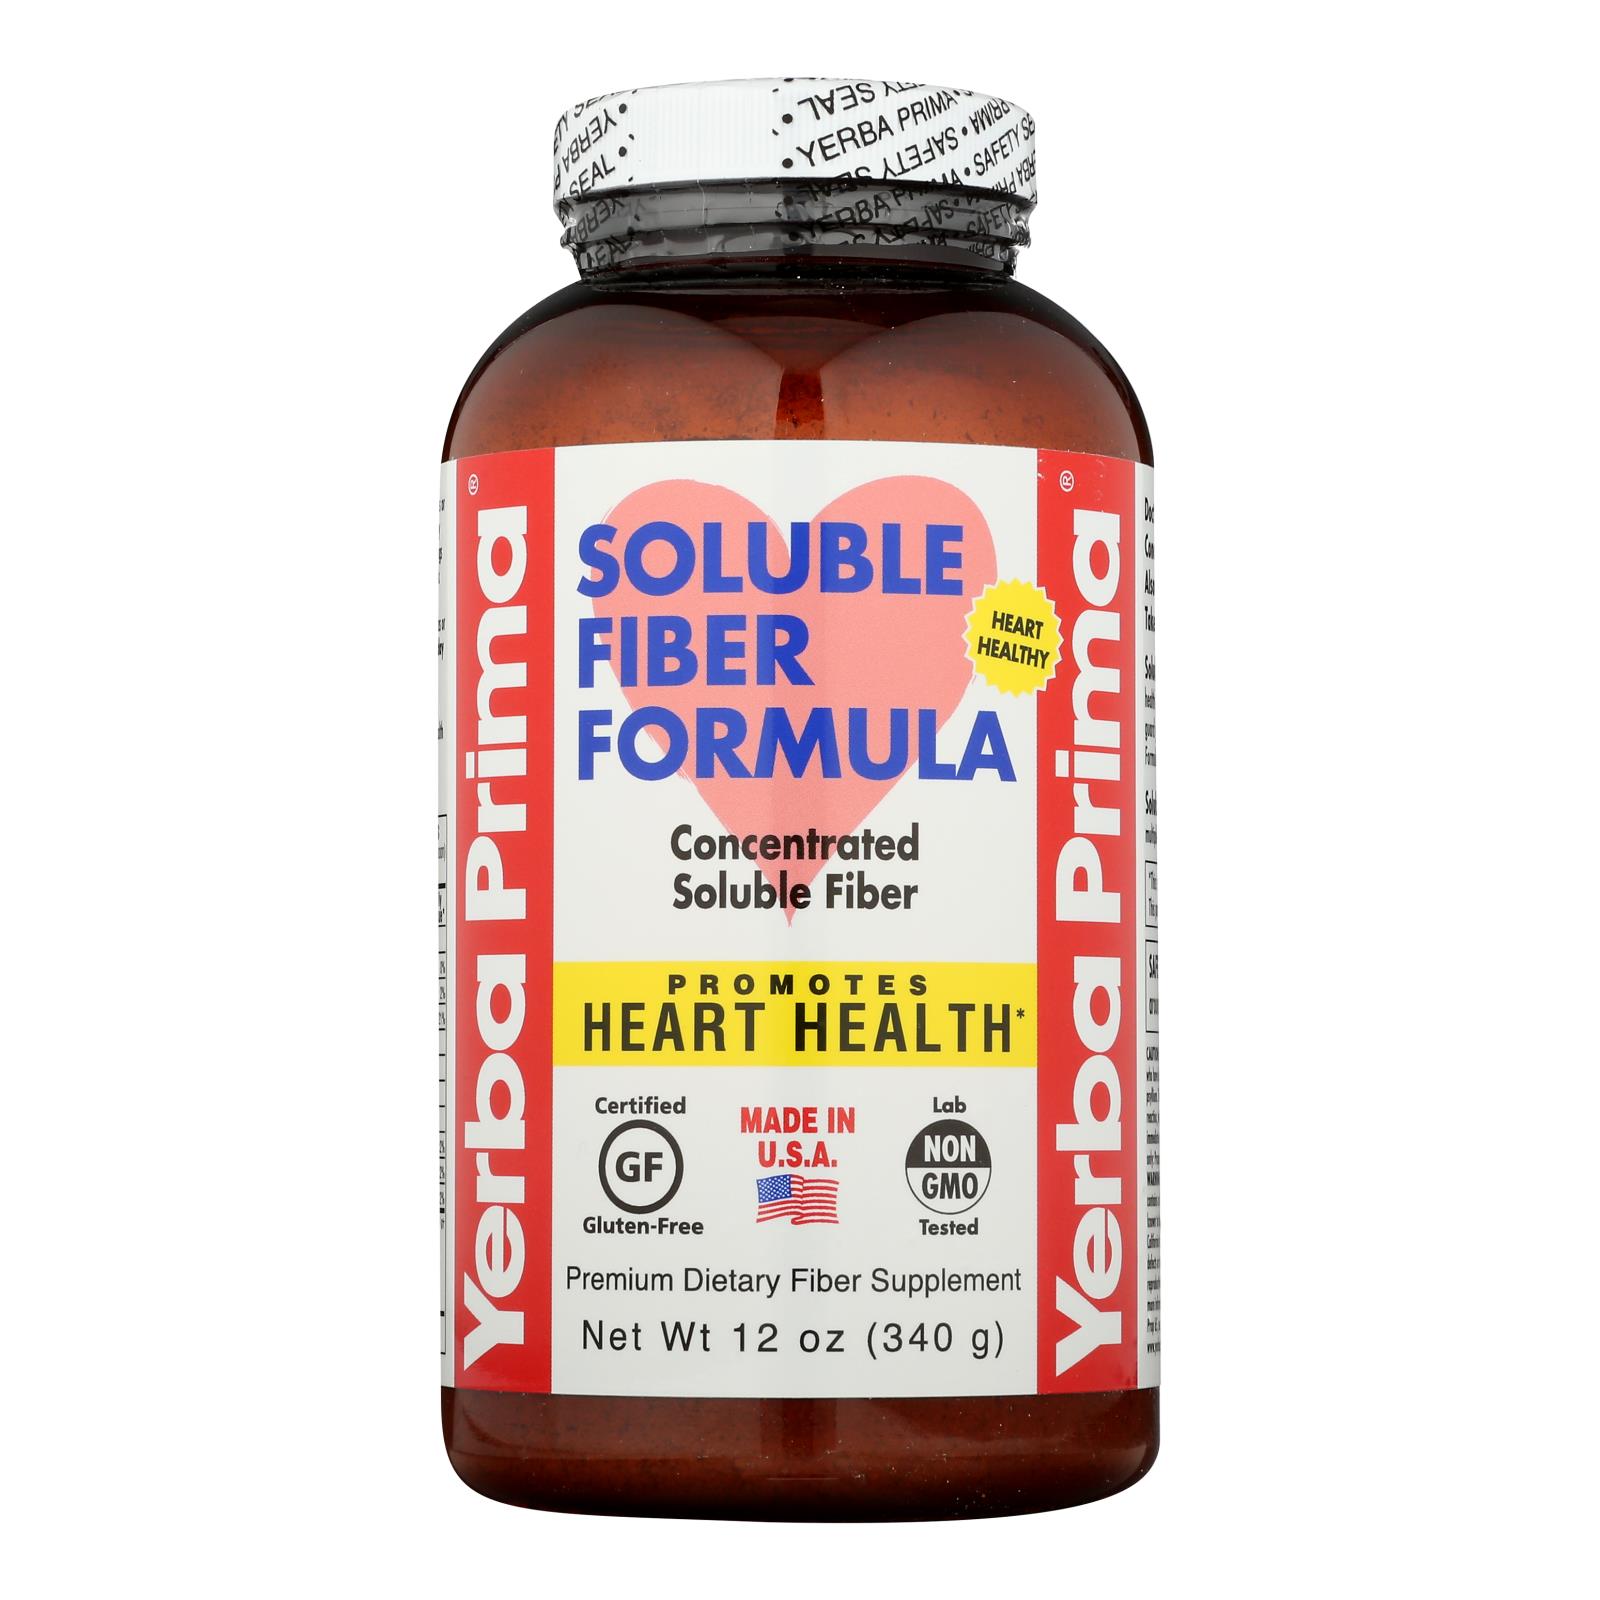 SEAL
• YERBA PRIMA •
SAFETY SEAL
Yerba Prima®
SOLUBLE
FIBER
FORMULA
HEART
HEALTHY
Concentrated
Soluble Fiber
PROMOTES
HEART HEALTH*
Certified
GF
Gluten-Free
MADE IN
U.S.A.
Lab
NON
GMO
Tested
Premium Dietary Fiber Supplement
Net Wt 12 oz (340 g)
Yerba Prima®